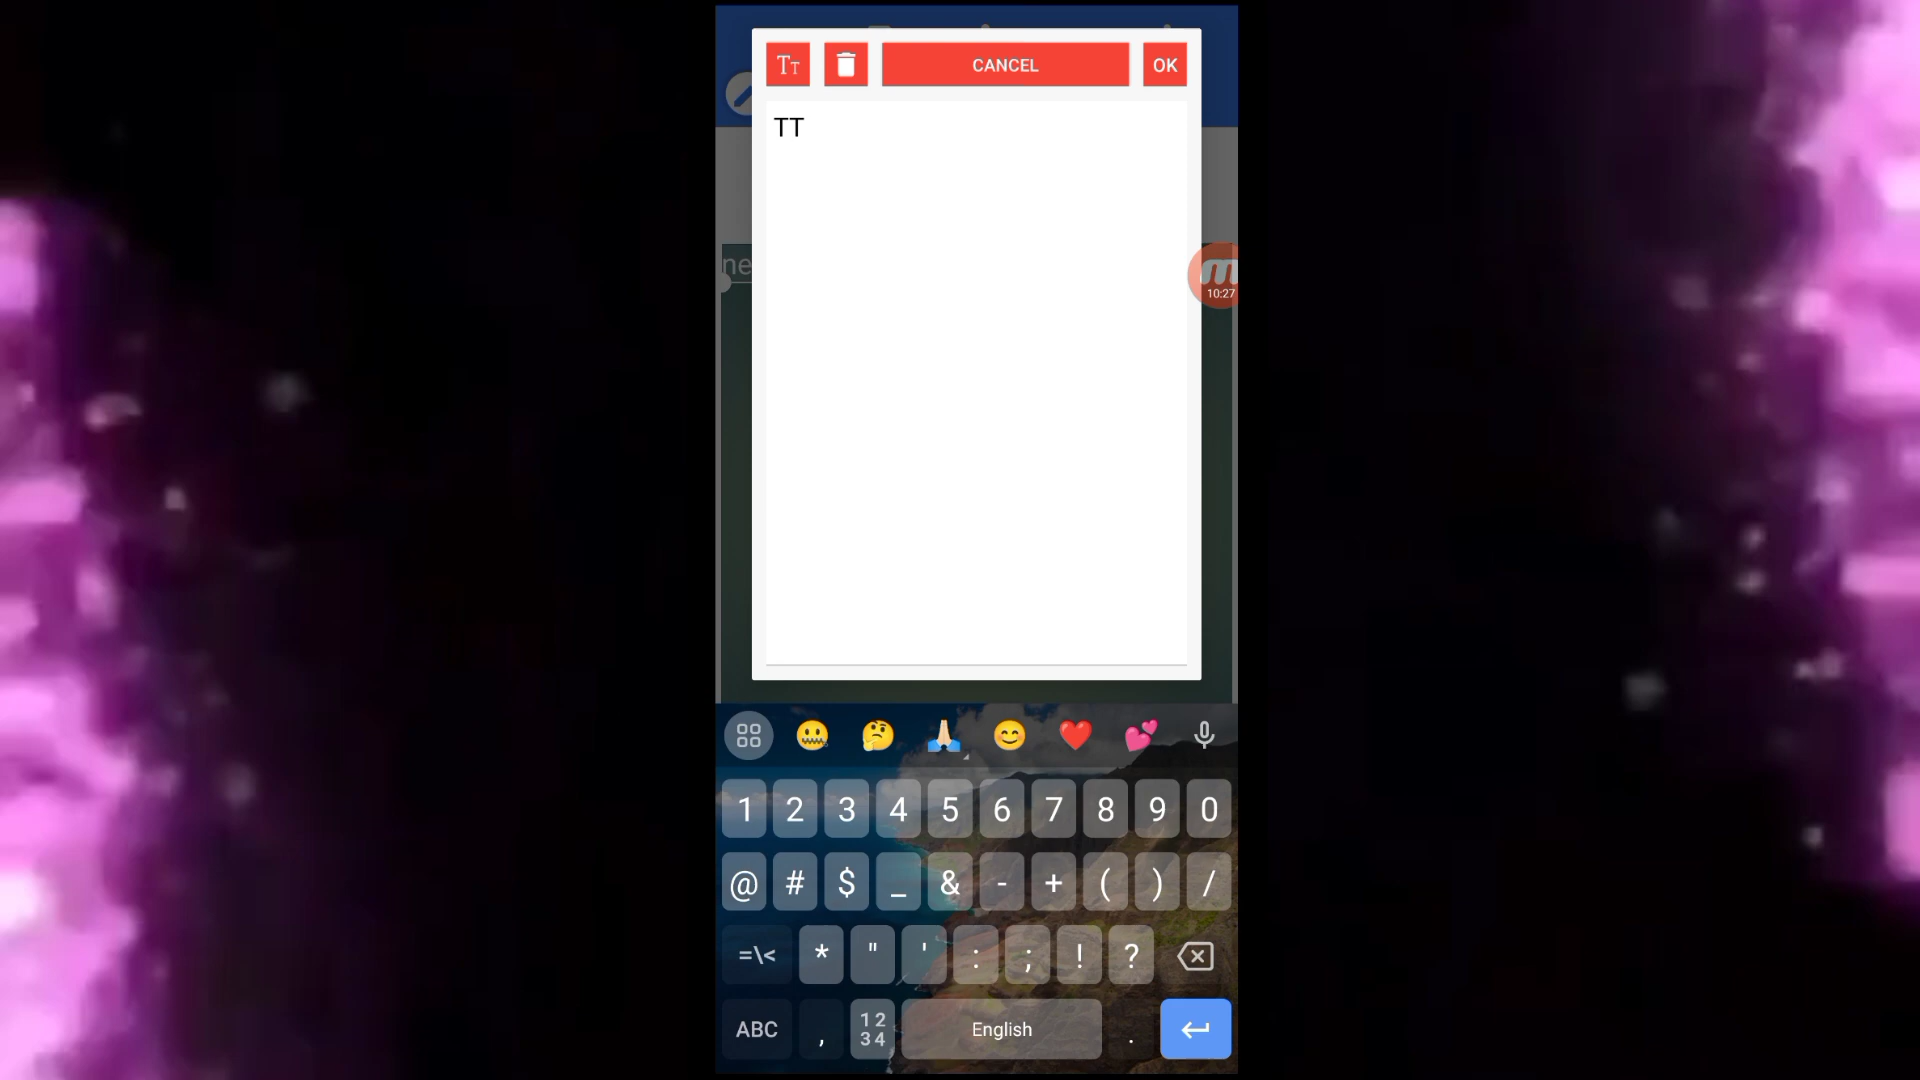 Tт CANCEL OK
TT
ne
m
10:27
1 2 3 4 5 6 7 8 9 0
@ # $ _ & - + ( ) /
=\< * " ' : ; ! ?
ABC , 12 34 English .